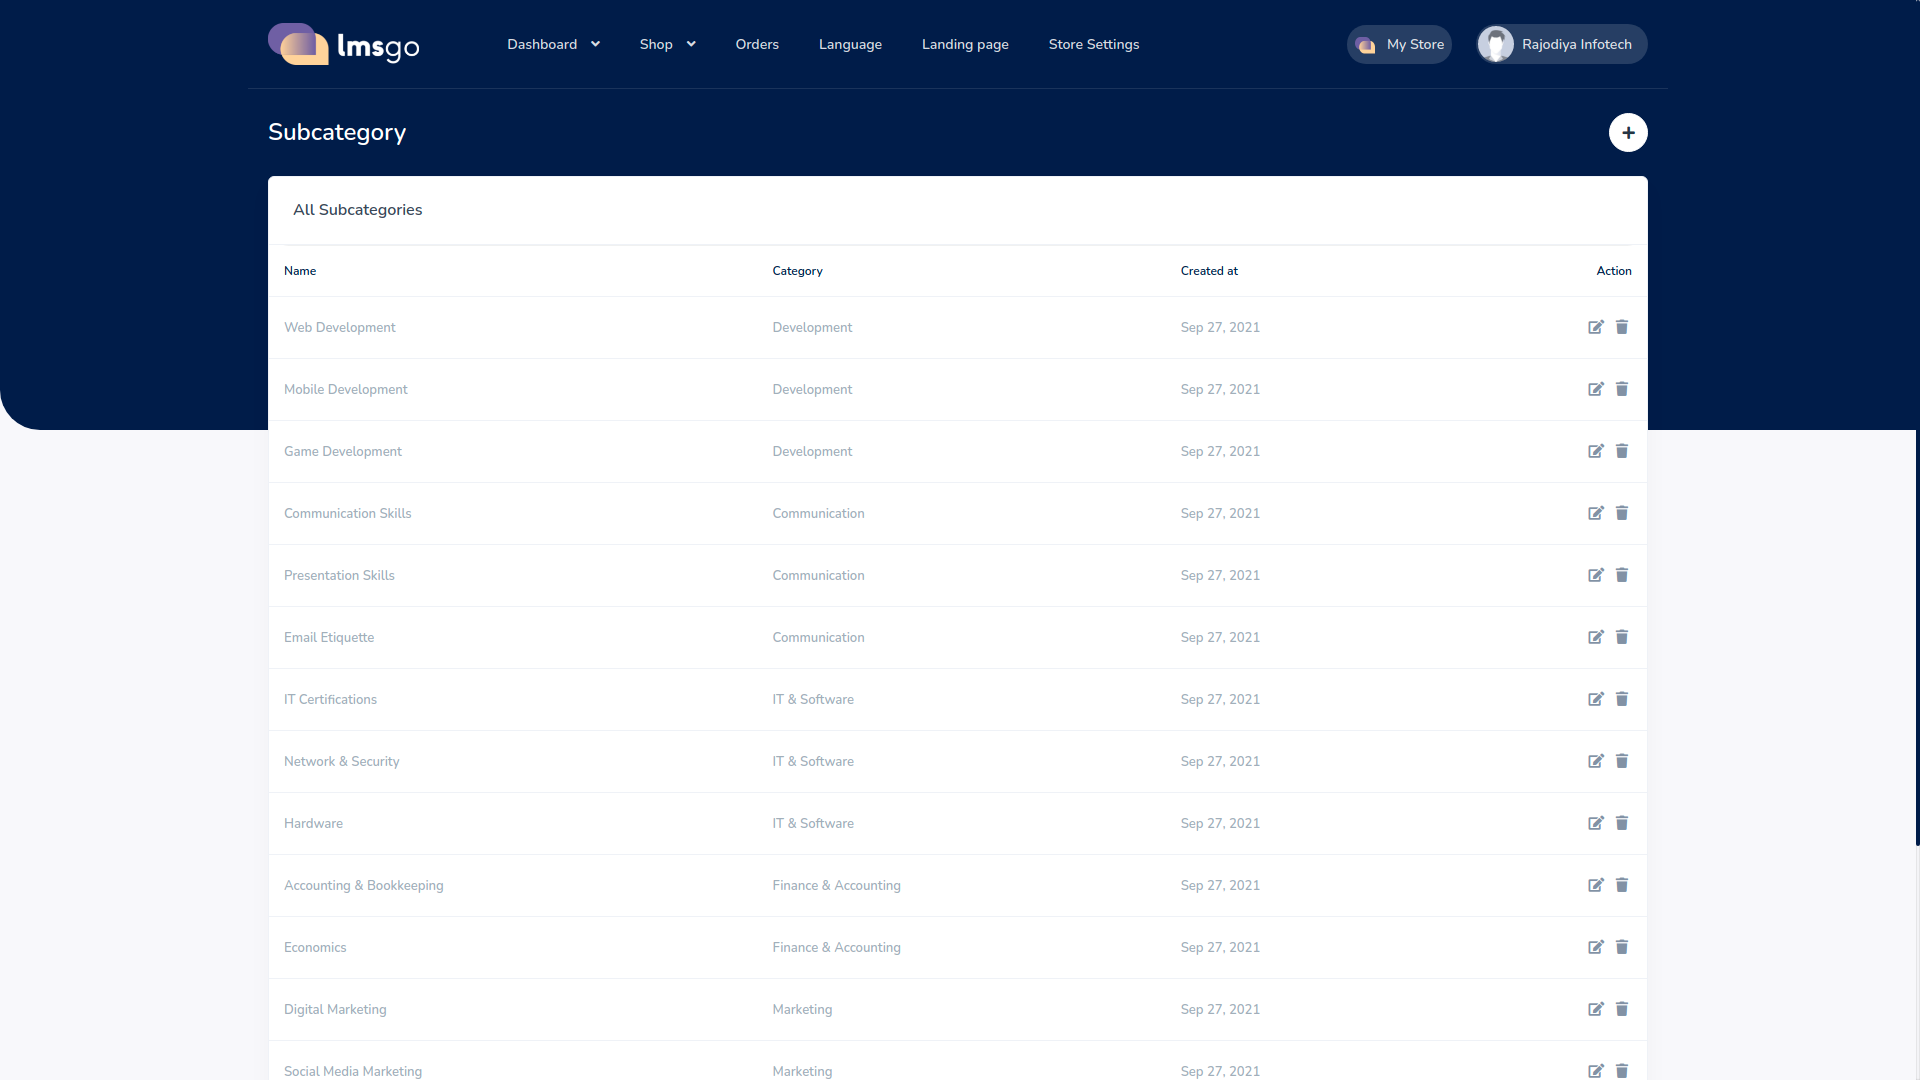 lmsgo Dashboard Shop Orders Language Landing page Store Settings My Store Rajodiya Infotech
Subcategory
All Subcategories
Name Category Created at Action
Web Development Development Sep 27, 2021
Mobile Development Development Sep 27, 2021
Game Development Development Sep 27, 2021
Communication Skills Communication Sep 27, 2021
Presentation Skills Communication Sep 27, 2021
Email Etiquette Communication Sep 27, 2021
IT Certifications IT & Software Sep 27, 2021
Network & Security IT & Software Sep 27, 2021
Hardware IT & Software Sep 27, 2021
Accounting & Bookkeeping Finance & Accounting Sep 27, 2021
Economics Finance & Accounting Sep 27, 2021
Digital Marketing Marketing Sep 27, 2021
Social Media Marketing Marketing Sep 27, 2021